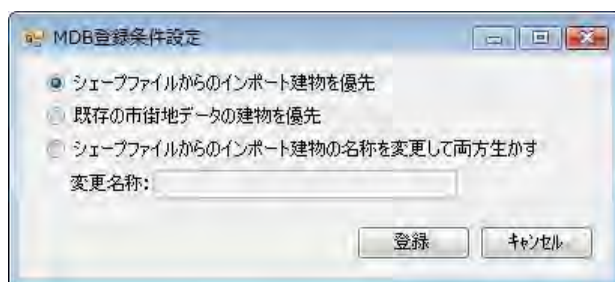 MDB登録条件設定
シェープファイルからのインポート建物を優先
既存の市街地データの建物を優先
シェープファイルからのインポート建物の名称を変更して両方生かす
変更名称:
登録 キャンセル